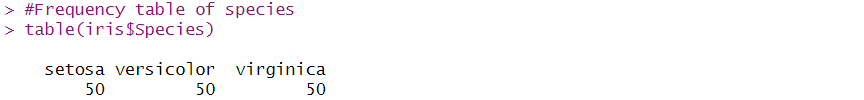 > #Frequency table of species
> table(iris$Species)
setosa versicolor virginica
50 50 50